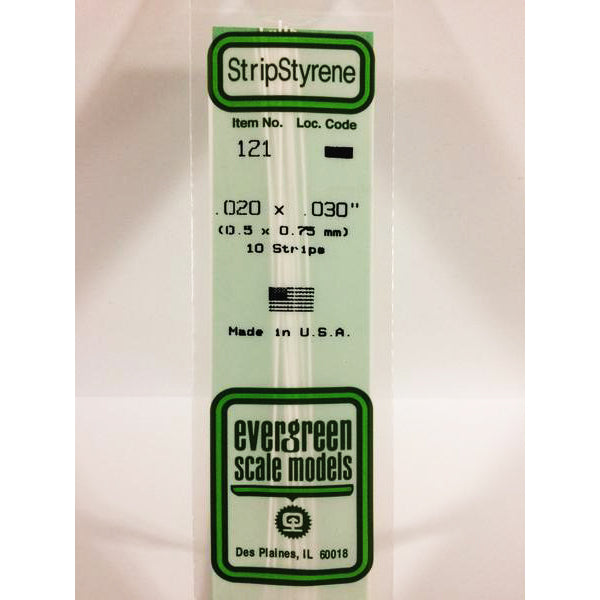 StripStyrene
Item No. Loc. Code
121
.020 x .030"
(0.5 x 0.75 mm)
10 Strips
Made in U.S.A.
evergreen
scale models
Des Plaines, IL 60018